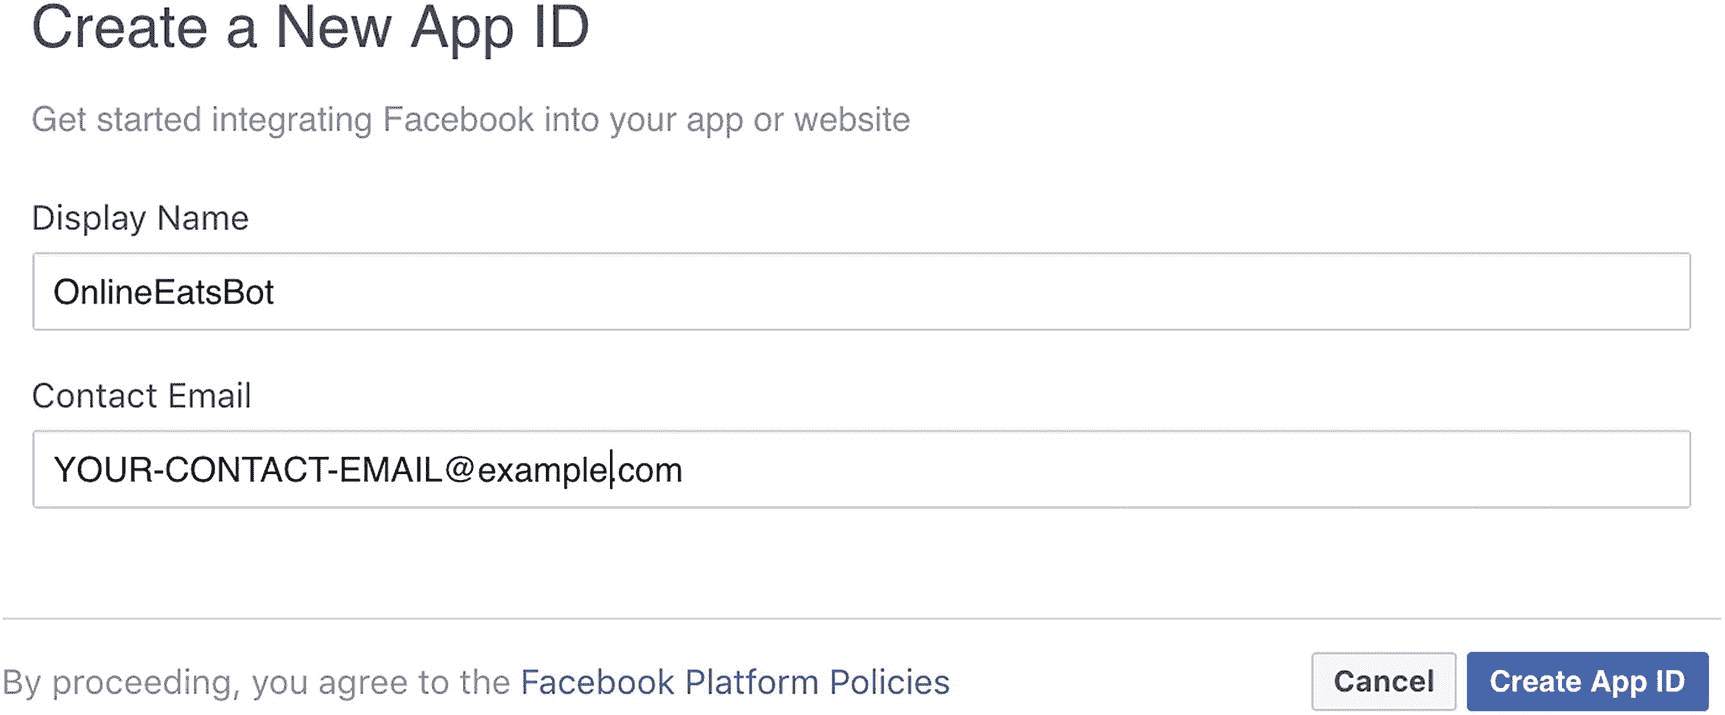 Create a New App ID
Get started integrating Facebook into your app or website
Display Name
OnlineEatsBot
Contact Email
YOUR-CONTACT-EMAIL@example.com
By proceeding, you agree to the Facebook Platform Policies
Cancel
Create App ID